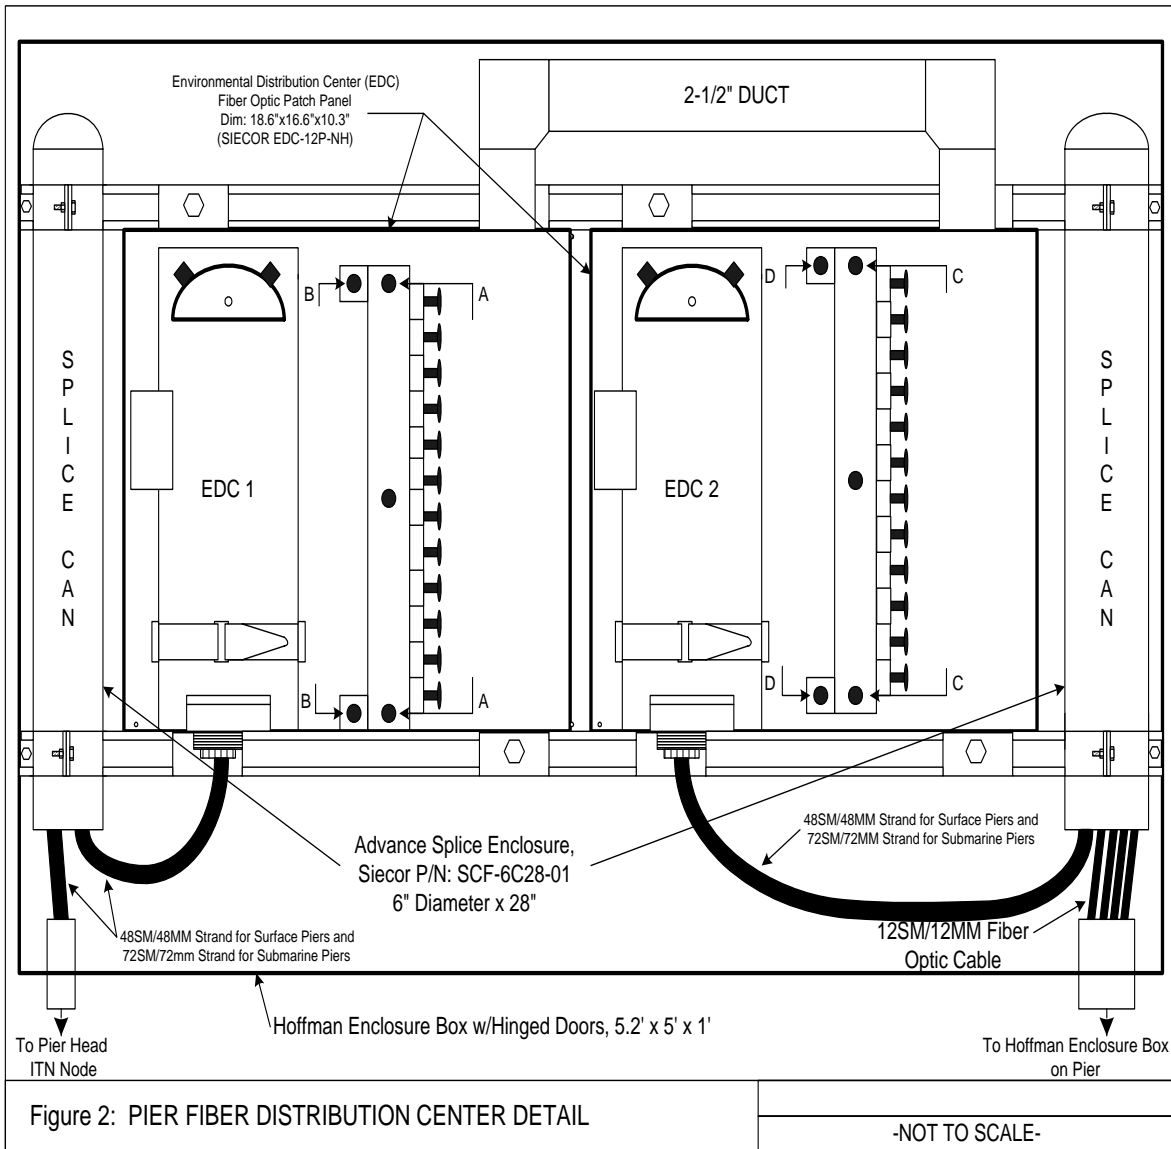 Environmental Distribution Center (EDC)
Fiber Optic Patch Panel
Dim: 18.6"x16.6"x10.3"
(SIECOR EDC-12P-NH)
2-1/2" DUCT
B
A
D
C
SPLICE CAN
EDC 1
EDC 2
SPLICE CAN
B
A
D
C
Advance Splice Enclosure,
Siecor P/N: SCF-6C28-01
6" Diameter x 28"
48SM/48MM Strand for Surface Piers and
72SM/72MM Strand for Submarine Piers
48SM/48MM Strand for Surface Piers and
72SM/72mm Strand for Submarine Piers
12SM/12MM Fiber
Optic Cable
Hoffman Enclosure Box w/Hinged Doors, 5.2' x 5' x 1'
To Pier Head
ITN Node
To Hoffman Enclosure Box
on Pier
Figure 2: PIER FIBER DISTRIBUTION CENTER DETAIL
-NOT TO SCALE-